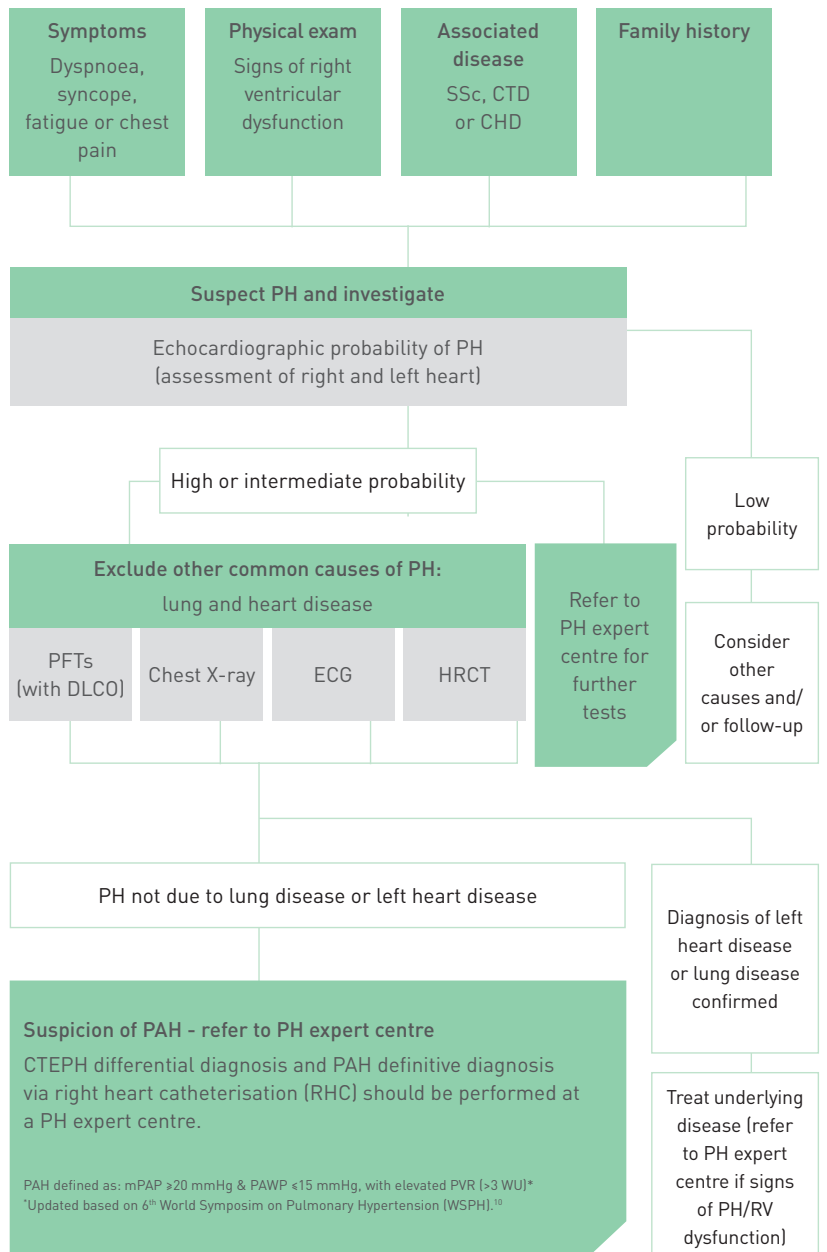 Symptoms
Dyspnoea,
syncope,
fatigue or chest
pain
Physical exam
Signs of right
ventricular
dysfunction
Associated
disease
SSc, CTD
or CHD
Family history
Suspect PH and investigate
Echocardiographic probability of PH
(assessment of right and left heart)
High or intermediate probability
Low
probability
Exclude other common causes of PH:
lung and heart disease
PFTs
(with DLCO)
Chest X-ray
ECG
HRCT
Refer to
PH expert
centre for
further
tests
Consider
other
causes and/
or follow-up
PH not due to lung disease or left heart disease
Diagnosis of left
heart disease
or lung disease
confirmed
Suspicion of PAH - refer to PH expert centre
CTEPH differential diagnosis and PAH definitive diagnosis
via right heart catheterisation (RHC) should be performed at
a PH expert centre.
PAH defined as: mPAP ⩾20 mmHg & PAWP ⩽15 mmHg, with elevated PVR (>3 WU)*
*Updated based on 6th World Symposim on Pulmonary Hypertension (WSPH).10
Treat underlying
disease (refer
to PH expert
centre if signs
of PH/RV
dysfunction)